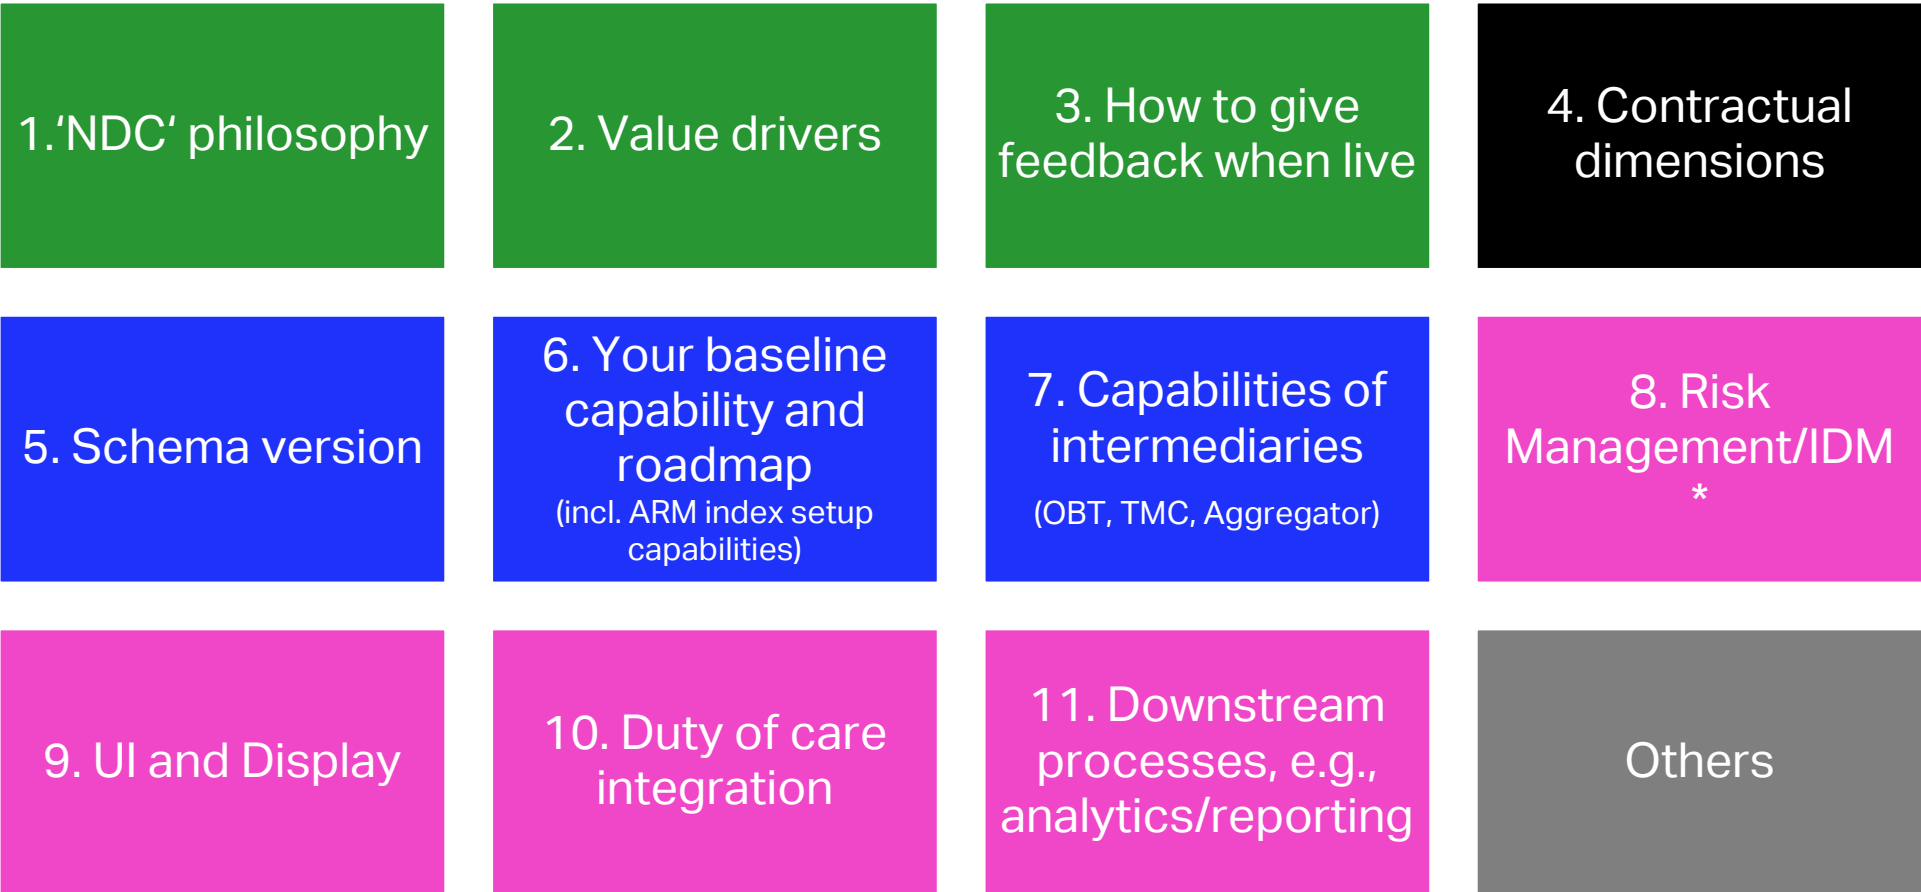 1.‘NDC‘ philosophy
2. Value drivers
3. How to give
feedback when live
4. Contractual
dimensions
5. Schema version
6. Your baseline
capability and
roadmap
(incl. ARM index setup
capabilities)
7. Capabilities of
intermediaries
(OBT, TMC, Aggregator)
8. Risk
Management/IDM
*
9. UI and Display
10. Duty of care
integration
11. Downstream
processes, e.g.,
analytics/reporting
Others